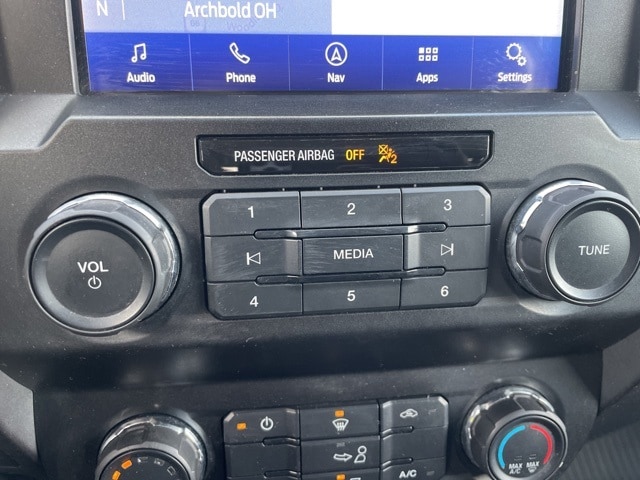 N Archbold OH
Audio Phone Nav Apps Settings
PASSENGER AIRBAG OFF 2
1 2 3
VOL MEDIA TUNE
4 5 6
A/C
MAX A/C MAX